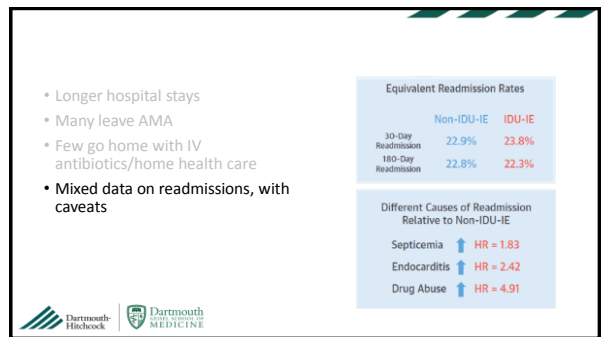 • Longer hospital stays
• Many leave AMA
• Few go home with IV
antibiotics/home health care
• Mixed data on readmissions, with
caveats
Equivalent Readmission Rates
Non-IDU-IE IDU-IE
30-Day
Readmission 22.9% 23.8%
180-Day
Readmission 22.8% 22.3%
Different Causes of Readmission
Relative to Non-IDU-IE
Septicemia HR = 1.83
Endocarditis HR = 2.42
Drug Abuse HR = 4.91
Dartmouth-
Hitchcock
Dartmouth
GEISEL SCHOOL OF
MEDICINE